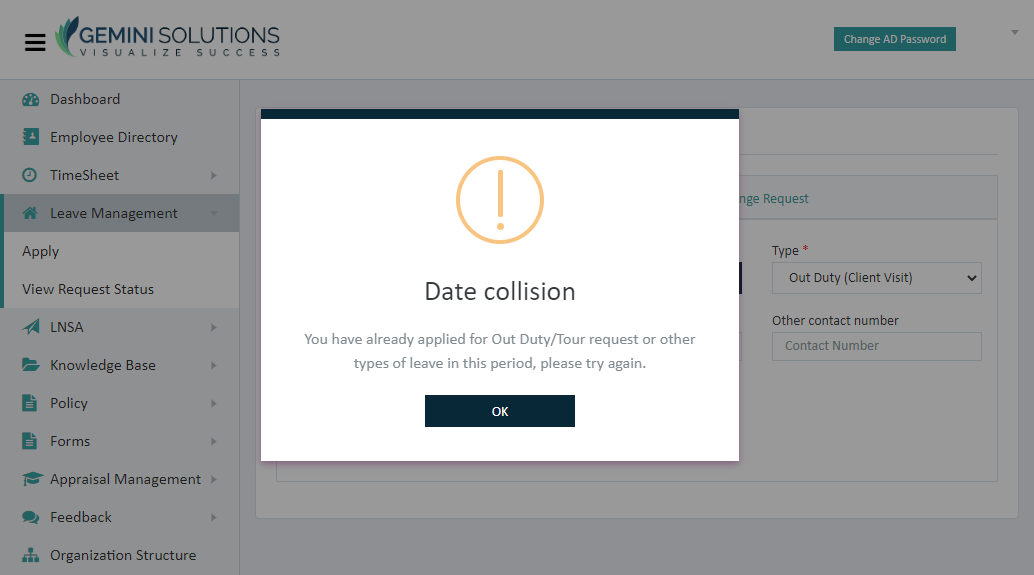 GEMINI SOLUTIONS
VISUALIZE SUCCESS
Change AD Password
Dashboard
Employee Directory
TimeSheet
Leave Management
Apply
View Request Status
LNSA
Knowledge Base
Policy
Forms
Appraisal Management
Feedback
Organization Structure
Request
Type *
Out Duty (Client Visit)
Other contact number
Contact Number
Date collision
You have already applied for Out Duty/Tour request or other
types of leave in this period, please try again.
OK